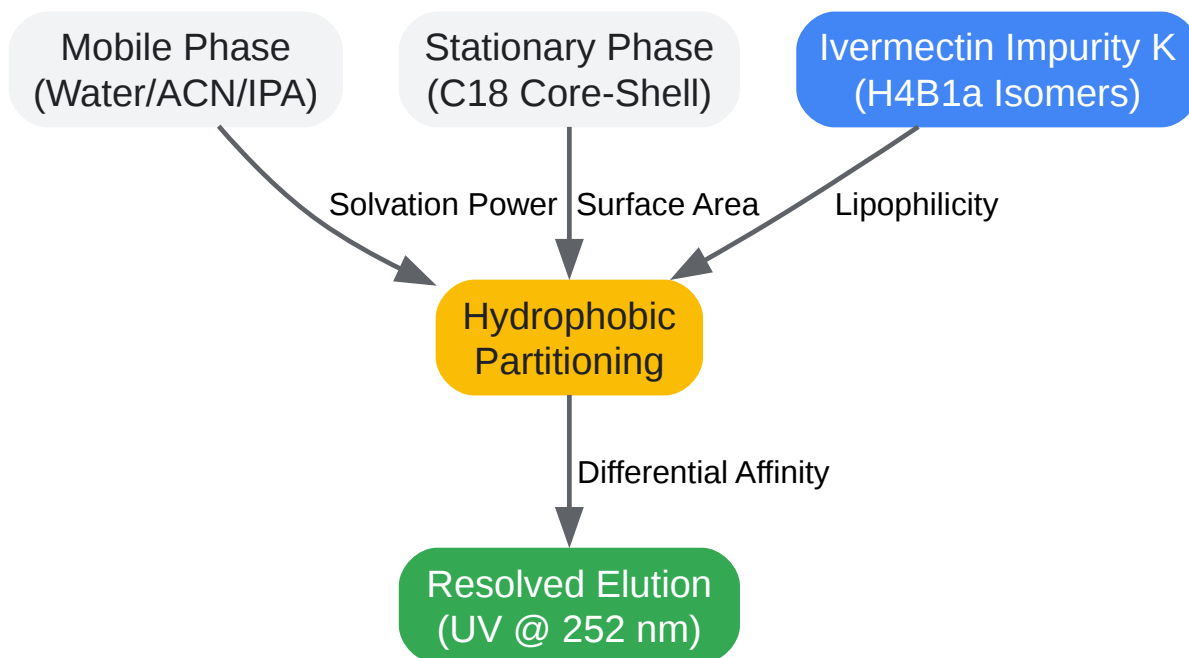 Mobile Phase
(Water/ACN/IPA)
Stationary Phase
(C18 Core-Shell)
Ivermectin Impurity K
(H4B1a Isomers)
Solvation Power
Surface Area
Lipophilicity
Hydrophobic
Partitioning
Differential Affinity
Resolved Elution
(UV @ 252 nm)